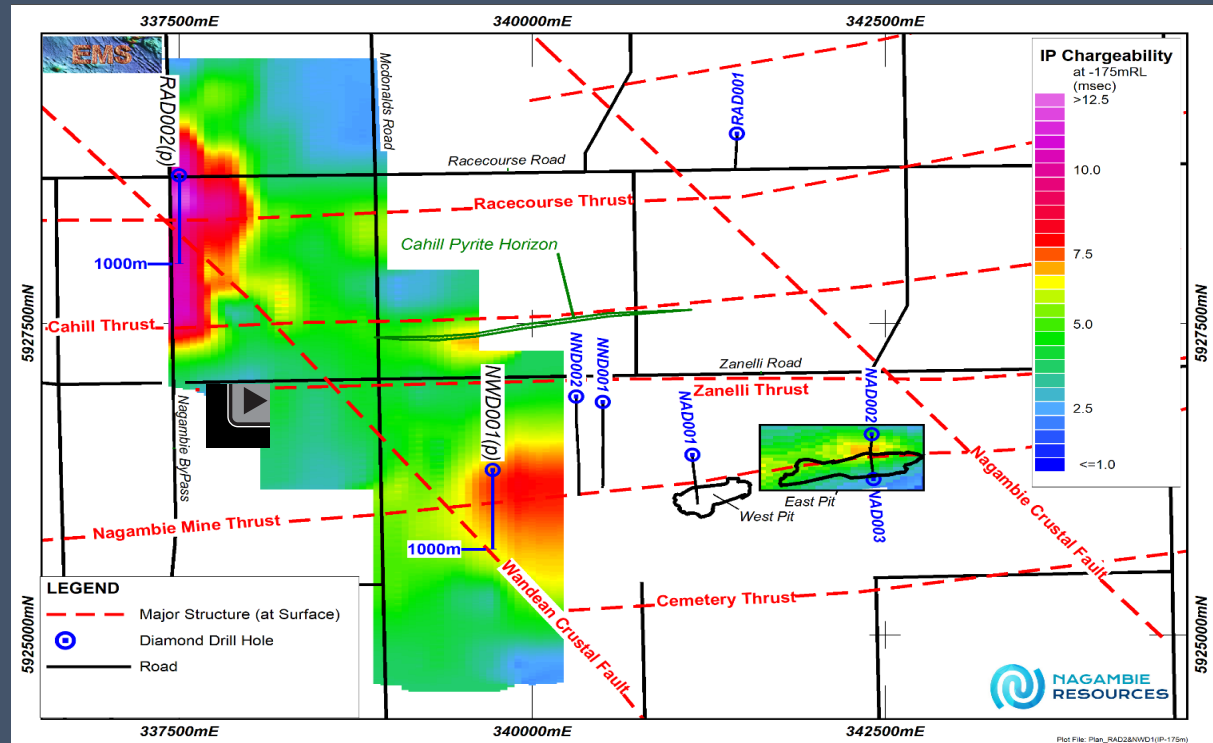 337500mE
340000mE
342500mE
EMS
IP Chargeability
at -175mRL
(msec)
>12.5
10.0
7.5
5.0
2.5
<=1.0
RAD002(p)
Mcdonalds Road
RAD001
Racecourse Road
Racecourse Thrust
Cahill Pyrite Horizon
1000m
5927500mN
5927500mN
Cahill Thrust
Zanelli Road
Zanelli Thrust
NND002
NND001
NAD001
NAD002
Nagambie ByPass
NWD001(p)
East Pit
West Pit
NAD003
Nagambie Crustal Fault
Nagambie Mine Thrust
1000m
Wandean Crustal Fault
Cemetery Thrust
5925000mN
5925000mN
LEGEND
Major Structure (at Surface)
Diamond Drill Hole
Road
NAGAMBIE
RESOURCES
337500mE
340000mE
342500mE
Plot File: Plan_RAD2&NWD1(IP-175m)